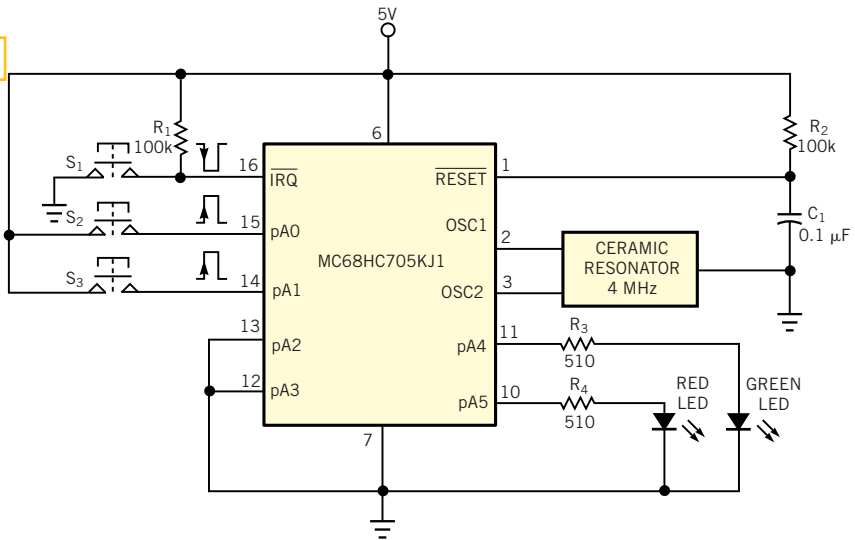 5V
R1
100k
S1
16
IRQ
6
1
RESET
R2
100k
S2
15
pA0
OSC1
2
C1
0.1 μF
MC68HC705KJ1
CERAMIC
RESONATOR
4 MHz
S3
14
pA1
OSC2
3
13
pA2
pA4
11
R3
510
12
pA3
pA5
10
R4
510
RED
LED
GREEN
LED
7